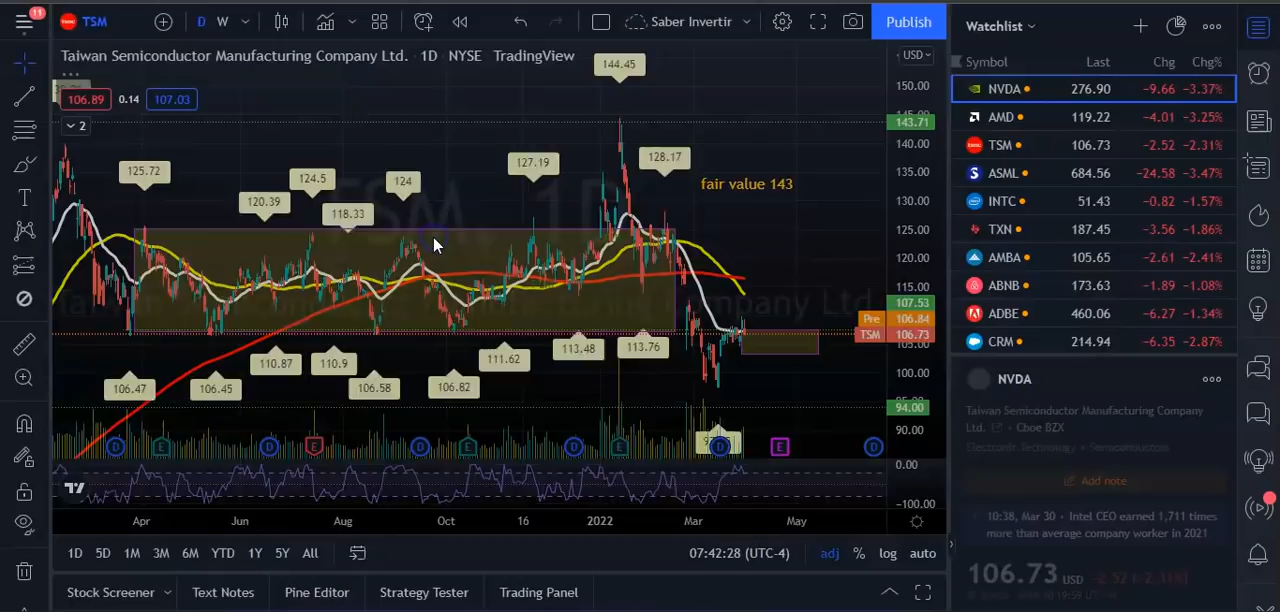 11
TSM
D W
Saber Invertir
Publish
Watchlist
Taiwan Semiconductor Manufacturing Company Ltd. · 1D · NYSE TradingView
USD
106.89 0.14 107.03
2
TSM, 1D
fair value 143
144.45
125.72
120.39
124.5
118.33
124
127.19
128.17
106.47
106.45
110.87
110.9
106.58
106.82
111.62
113.48
113.76
150.00
143.71
140.00
135.00
130.00
125.00
120.00
115.00
107.53
Pre 106.84
TSM 106.73
105.00
100.00
94.00
90.00
0.00
-100.00
D E D E D E D E D E D
Apr Jun Aug Oct 16 2022 Mar May
1D 5D 1M 3M 6M YTD 1Y 5Y All
07:42:28 (UTC-4) adj % log auto
Stock Screener Text Notes Pine Editor Strategy Tester Trading Panel
Symbol Last Chg Chg%
NVDA 276.90 -9.66 -3.37%
AMD 119.22 -4.01 -3.25%
TSM 106.73 -2.52 -2.31%
ASML 684.56 -24.58 -3.47%
INTC 51.43 -0.82 -1.57%
TXN 187.45 -3.56 -1.86%
AMBA 105.65 -2.61 -2.41%
ABNB 173.63 -1.89 -1.08%
ADBE 460.06 -6.27 -1.34%
CRM 214.94 -6.35 -2.87%
NVDA
Taiwan Semiconductor Manufacturing Company
Ltd. · Cboe BZX
Electronic Technology · Semiconductors
Add note
10:38, Mar 30 · Intel CEO earned 1,711 times
more than average company worker in 2021
106.73 USD -2.52 (-2.31%)